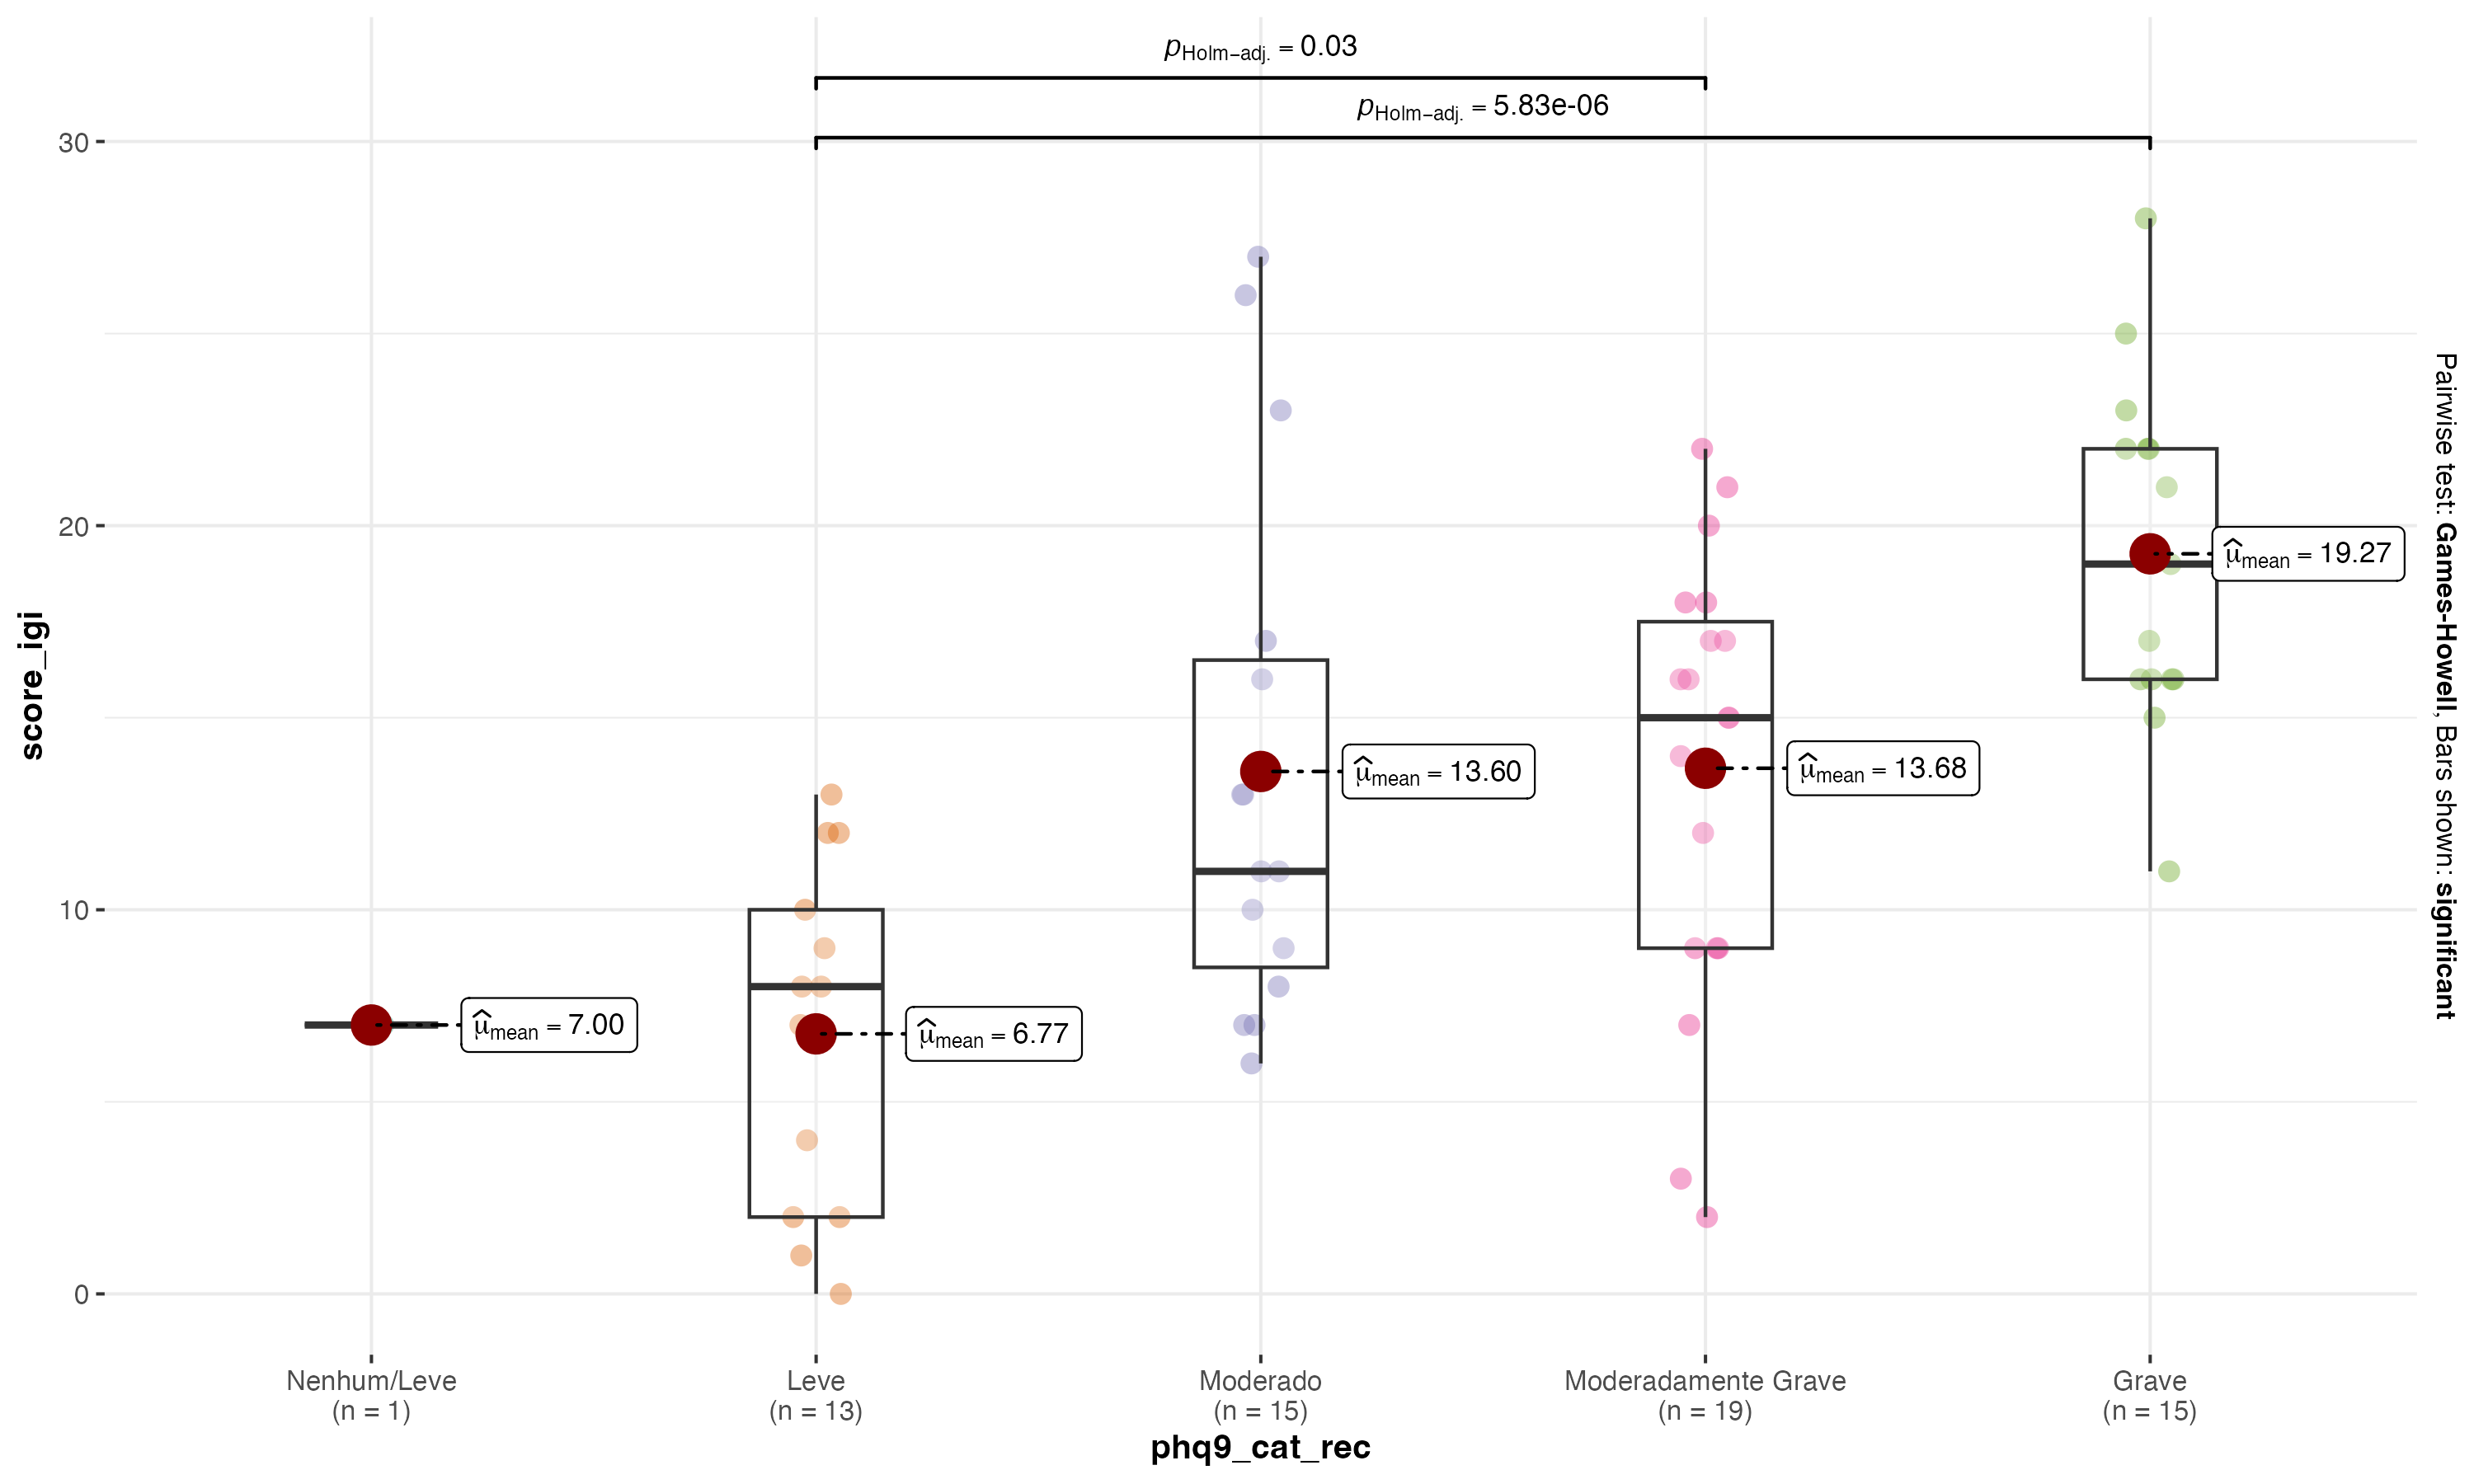 pHolm−adj. = 0.03
pHolm−adj. = 5.83e-06
30
20
10
0
score_igi
μ̂mean = 7.00
μ̂mean = 6.77
μ̂mean = 13.60
μ̂mean = 13.68
μ̂mean = 19.27
Pairwise test: Games-Howell, Bars shown: significant
Nenhum/Leve
(n = 1)
Leve
(n = 13)
Moderado
(n = 15)
Moderadamente Grave
(n = 19)
Grave
(n = 15)
phq9_cat_rec